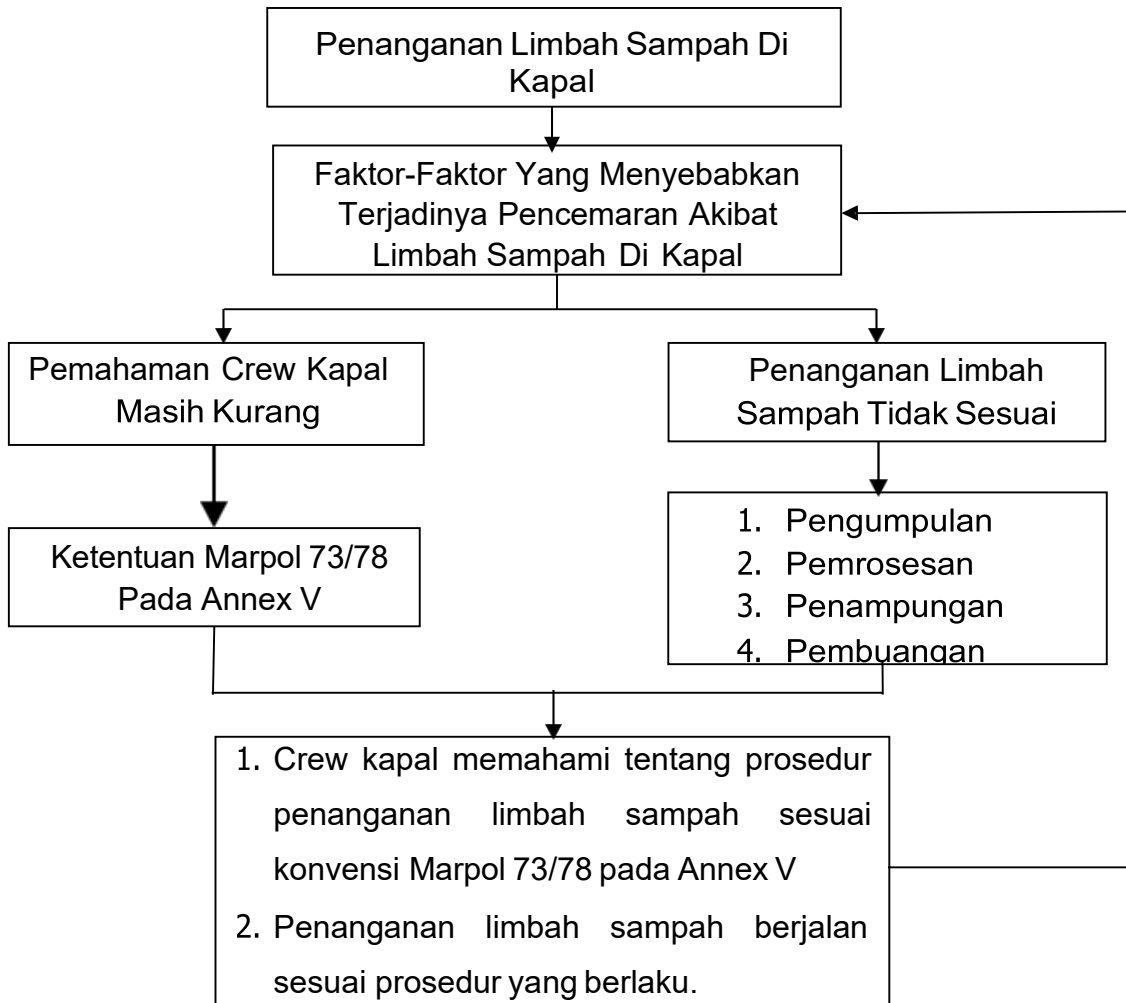 Penanganan Limbah Sampah Di
Kapal
Faktor-Faktor Yang Menyebabkan
Terjadinya Pencemaran Akibat
Limbah Sampah Di Kapal
Pemahaman Crew Kapal
Masih Kurang
Penanganan Limbah
Sampah Tidak Sesuai
Ketentuan Marpol 73/78
Pada Annex V
1. Pengumpulan
2. Pemrosesan
3. Penampungan
4. Pembuangan
1. Crew kapal memahami tentang prosedur
penanganan limbah sampah sesuai
konvensi Marpol 73/78 pada Annex V
2. Penanganan limbah sampah berjalan
sesuai prosedur yang berlaku.